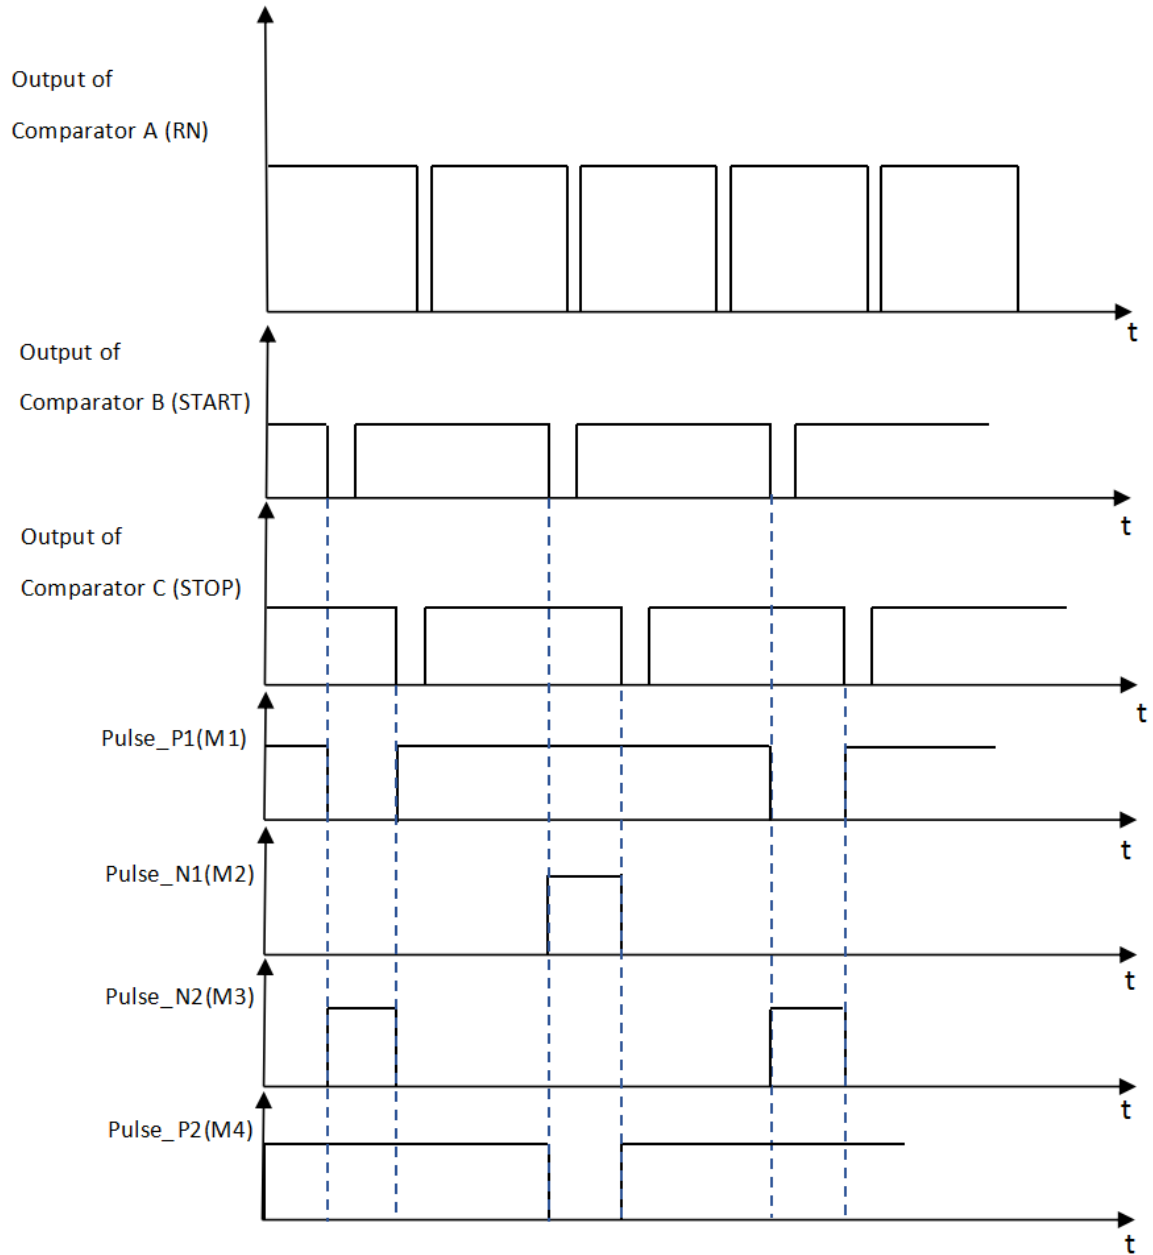 Output of
Comparator A (RN)
t
Output of
Comparator B (START)
t
Output of
Comparator C (STOP)
t
Pulse_P1(M1)
t
Pulse_N1(M2)
t
Pulse_N2(M3)
t
Pulse_P2(M4)
t